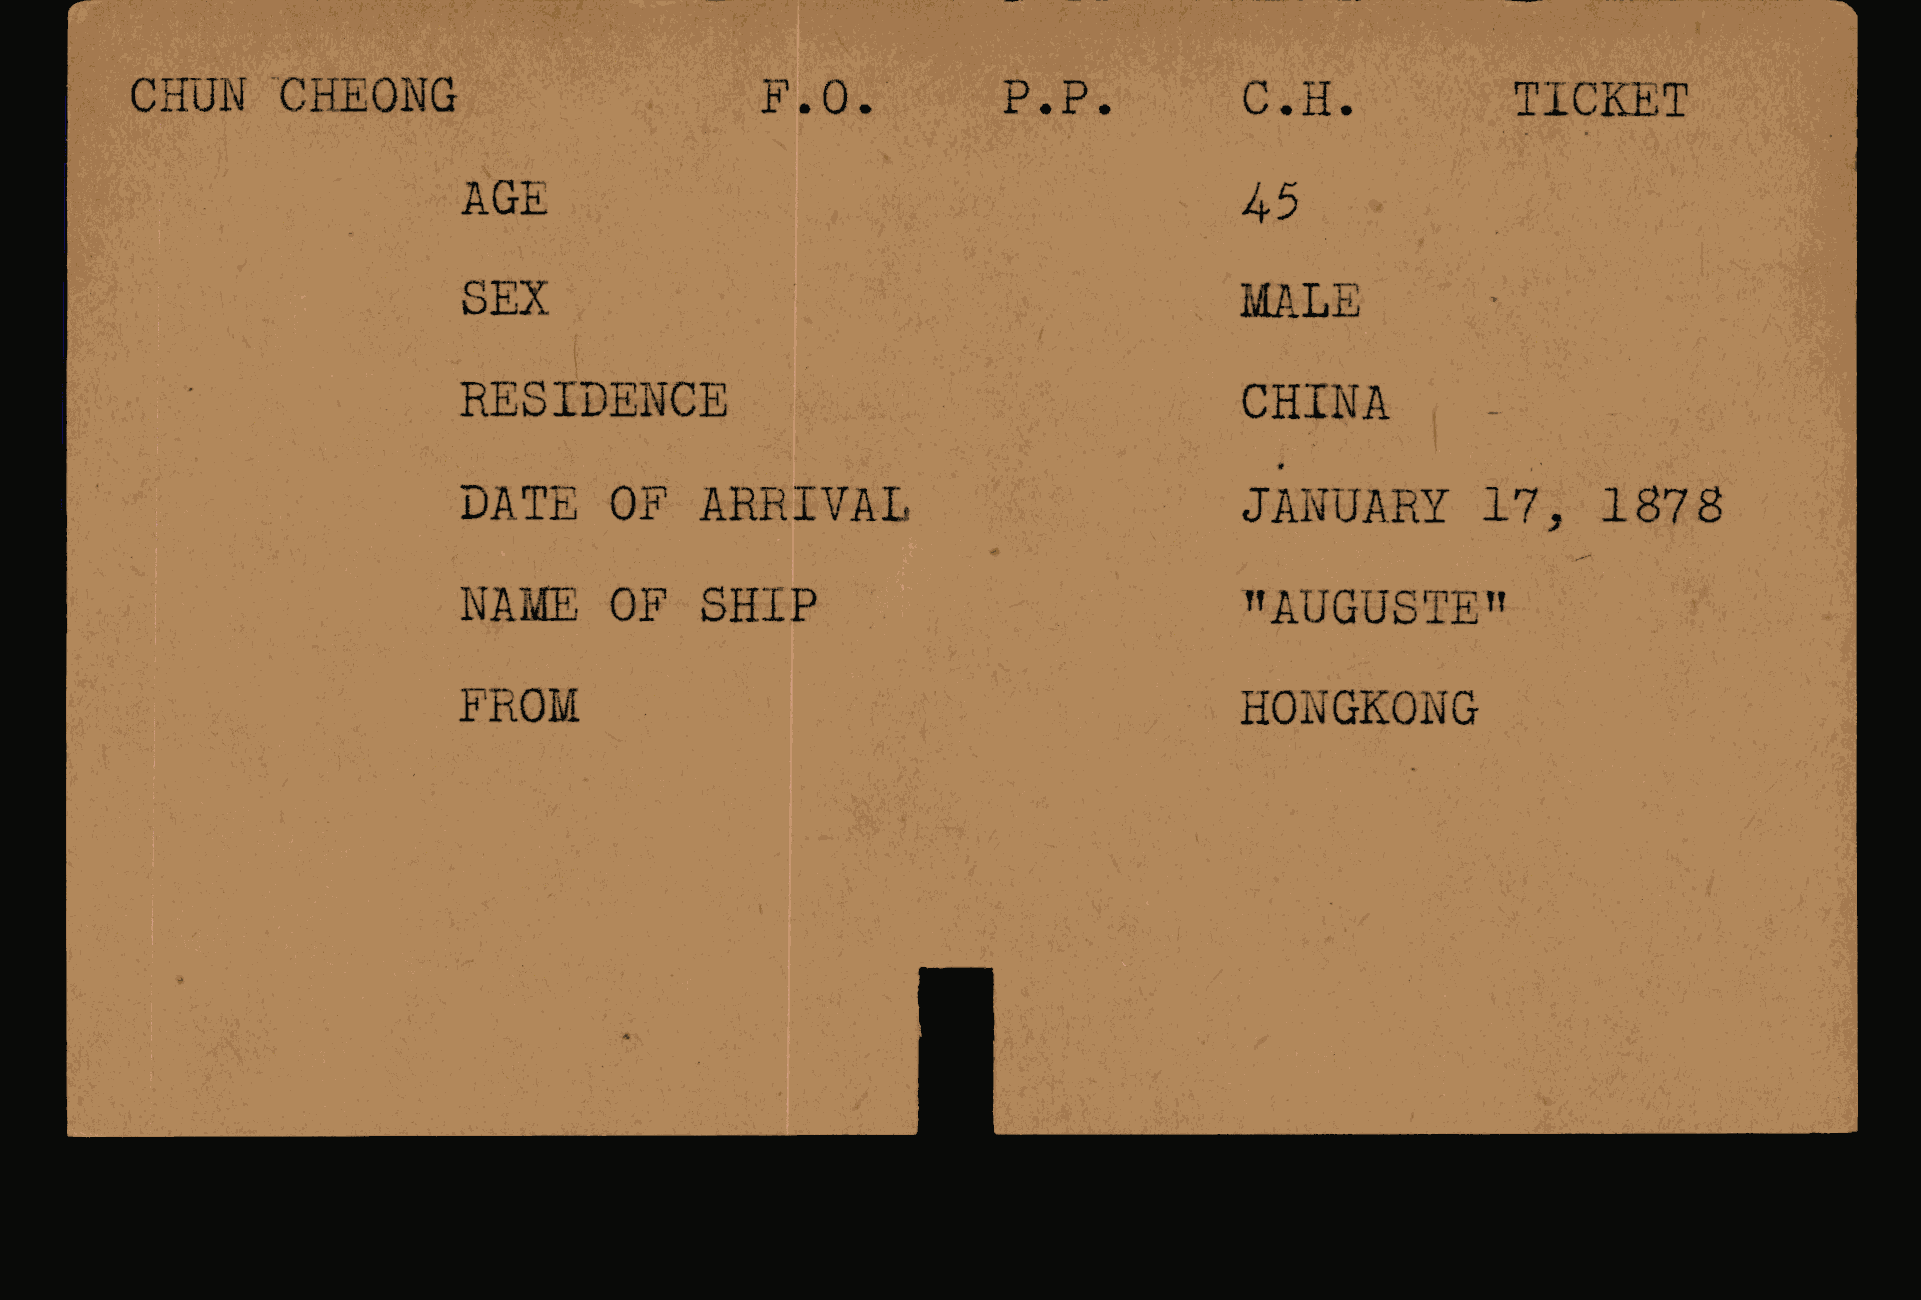 CHUN CHEONG F.O. P.P. C.H. TICKET
AGE 45
SEX MALE
RESIDENCE CHINA
DATE OF ARRIVAL JANUARY 17, 1878
NAME OF SHIP "AUGUSTE"
FROM HONGKONG